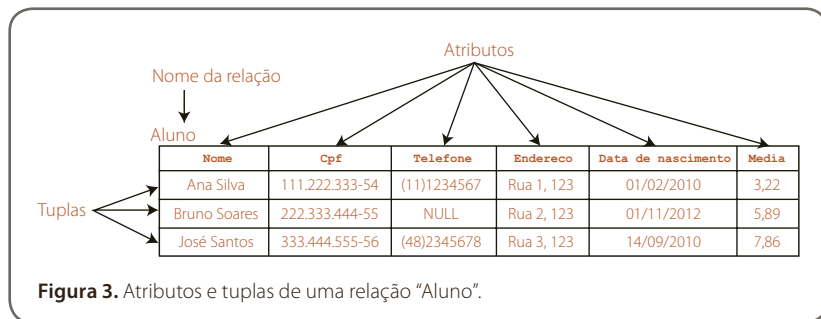 Atributos
Nome da relação
Aluno
Nome Cpf Telefone Endereco Data de nascimento Media
Ana Silva 111.222.333-54 (11)1234567 Rua 1, 123 01/02/2010 3,22
Tuplas Bruno Soares 222.333.444-55 NULL Rua 2, 123 01/11/2012 5,89
José Santos 333.444.555-56 (48)2345678 Rua 3, 123 14/09/2010 7,86
Figura 3. Atributos e tuplas de uma relação “Aluno”.